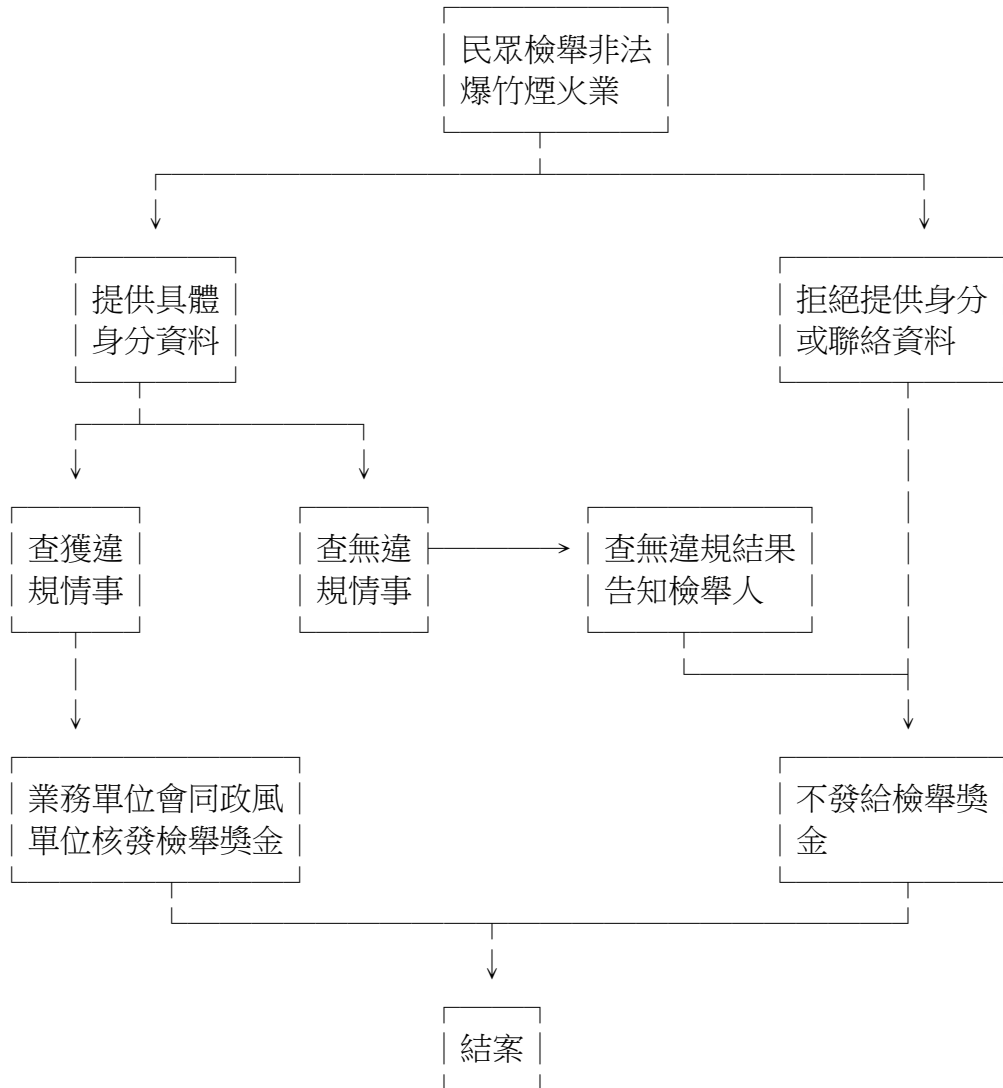 民眾檢舉非法
爆竹煙火業
提供具體
身分資料
拒絕提供身分
或聯絡資料
查獲違
規情事
查無違
規情事
查無違規結果
告知檢舉人
業務單位會同政風
單位核發檢舉獎金
不發給檢舉獎
金
結案